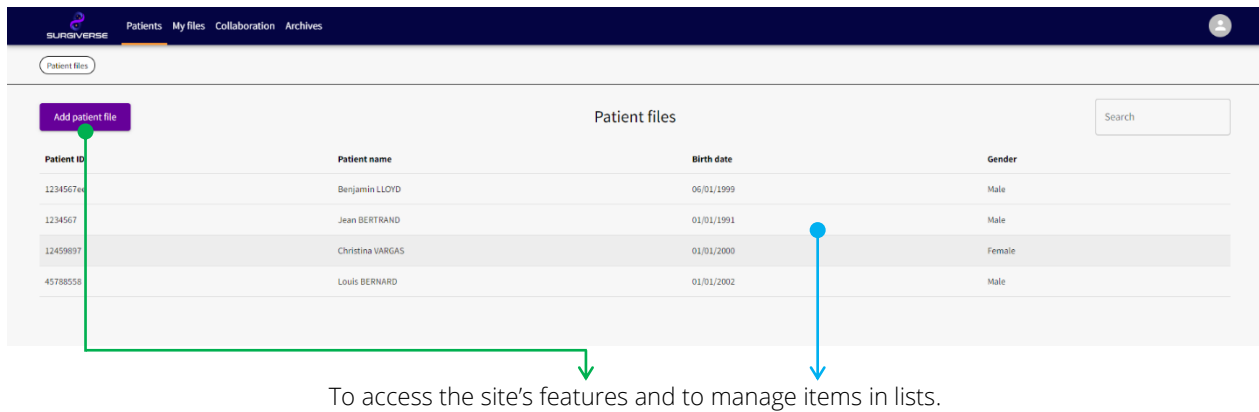 SURGIVERSE Patients My files Collaboration Archives
Patient files
Add patient file Patient files Search
Patient ID Patient name Birth date Gender
1234567ee Benjamin LLOYD 06/01/1999 Male
1234567 Jean BERTRAND 01/01/1991 Male
12459897 Christina VARGAS 01/01/2000 Female
45788558 Louis BERNARD 01/01/2002 Male
To access the site’s features and to manage items in lists.